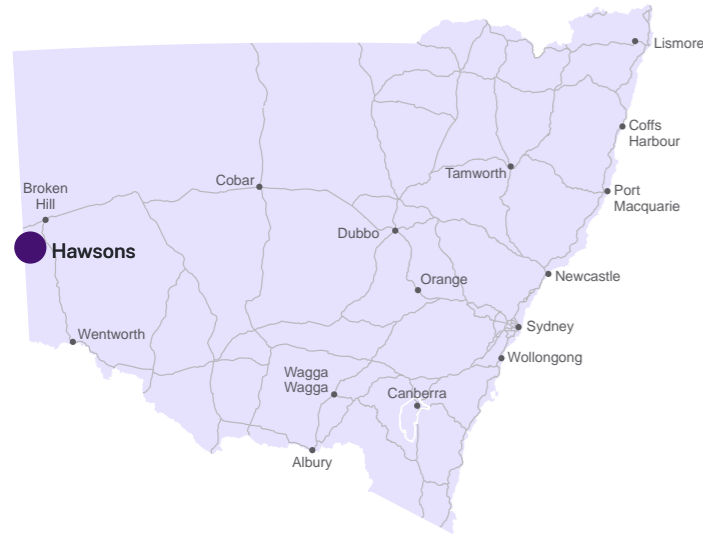 Lismore
Coffs
Harbour
Tamworth
Cobar
Broken
Hill
Port
Macquarie
Dubbo
Hawsons
Orange
Newcastle
Sydney
Wentworth
Wollongong
Wagga
Wagga
Canberra
Albury